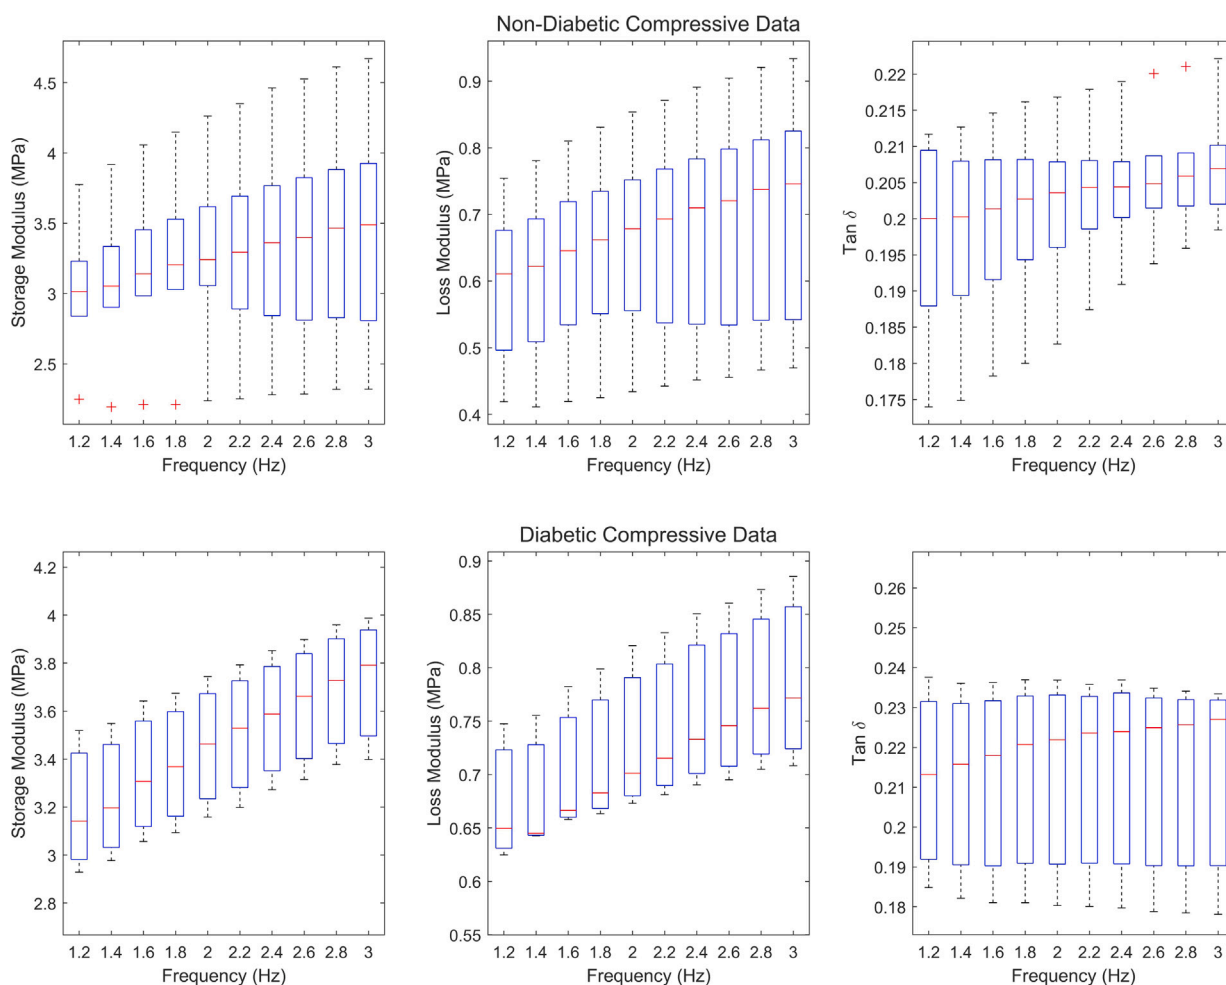 Non-Diabetic Compressive Data
Storage Modulus (MPa)
4.5
4
3.5
3
2.5
1.2 1.4 1.6 1.8 2 2.2 2.4 2.6 2.8 3
Frequency (Hz)
Loss Modulus (MPa)
0.9
0.8
0.7
0.6
0.5
0.4
1.2 1.4 1.6 1.8 2 2.2 2.4 2.6 2.8 3
Frequency (Hz)
Tan δ
0.22
0.215
0.21
0.205
0.2
0.195
0.19
0.185
0.18
0.175
1.2 1.4 1.6 1.8 2 2.2 2.4 2.6 2.8 3
Frequency (Hz)
Diabetic Compressive Data
Storage Modulus (MPa)
4.2
4
3.8
3.6
3.4
3.2
3
2.8
1.2 1.4 1.6 1.8 2 2.2 2.4 2.6 2.8 3
Frequency (Hz)
Loss Modulus (MPa)
0.9
0.85
0.8
0.75
0.7
0.65
0.6
0.55
1.2 1.4 1.6 1.8 2 2.2 2.4 2.6 2.8 3
Frequency (Hz)
Tan δ
0.26
0.25
0.24
0.23
0.22
0.21
0.2
0.19
0.18
1.2 1.4 1.6 1.8 2 2.2 2.4 2.6 2.8 3
Frequency (Hz)